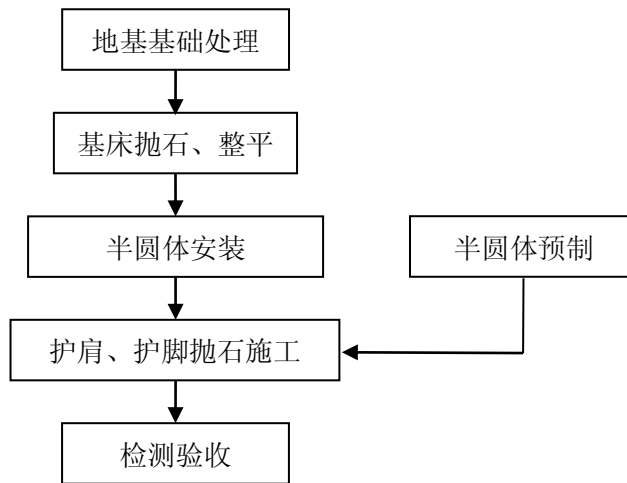 地基基础处理
基床抛石、整平
半圆体安装
半圆体预制
护肩、护脚抛石施工
检测验收